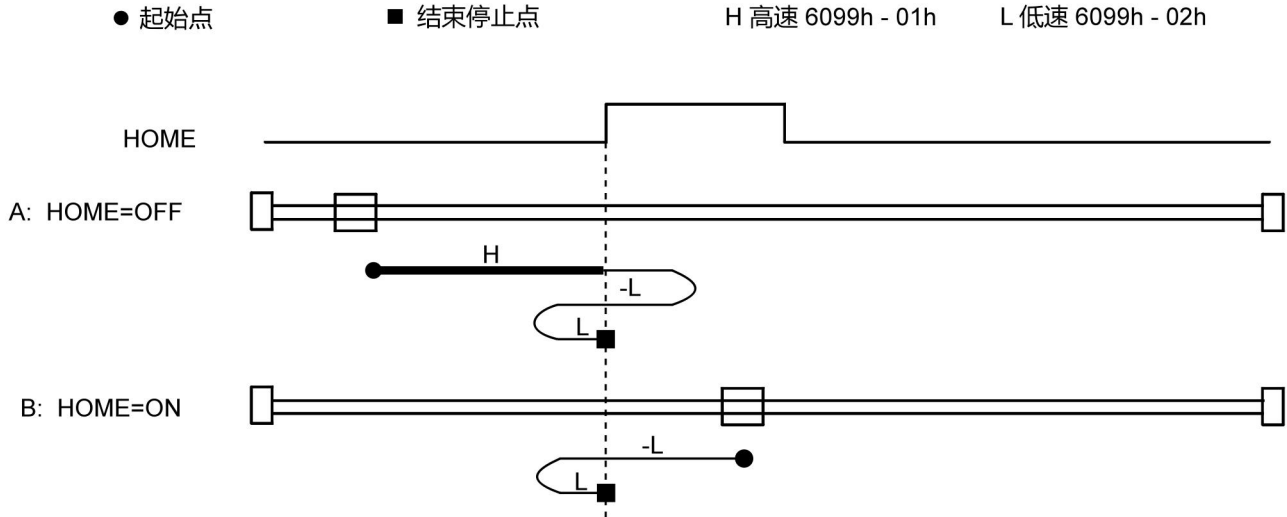 ● 起始点 ■ 结束停止点 H 高速 6099h - 01h L 低速 6099h - 02h
HOME
A: HOME=OFF
H
-L
L
B: HOME=ON
-L
L